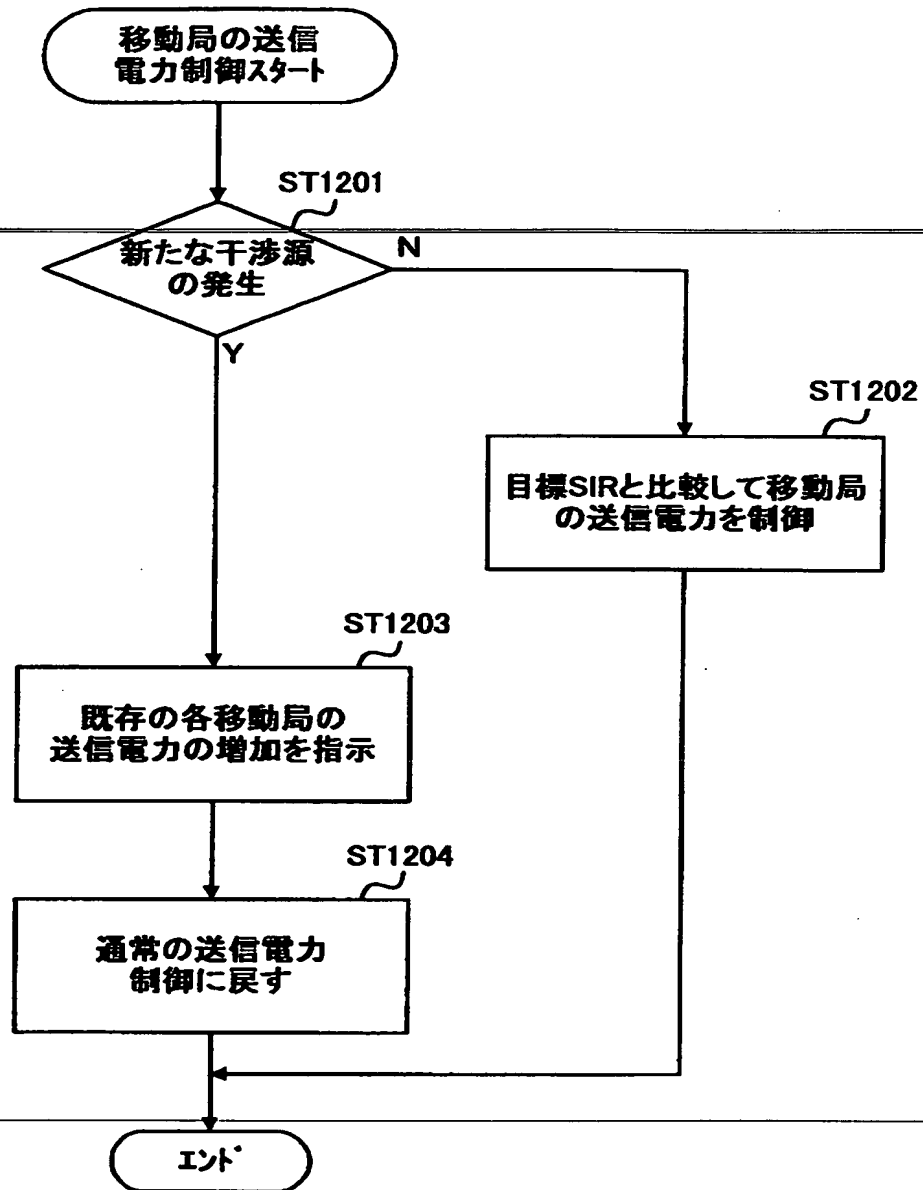 移動局の送信
電力制御スタート
ST1201
新たな干渉源
の発生
N
Y
ST1202
目標SIRと比較して移動局
の送信電力を制御
ST1203
既存の各移動局の
送信電力の増加を指示
ST1204
通常の送信電力
制御に戻す
エンド